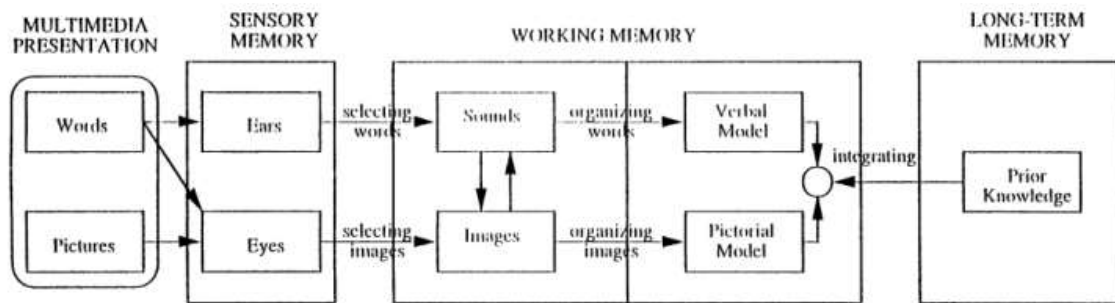 MULTIMEDIA
PRESENTATION
SENSORY
MEMORY
WORKING MEMORY
LONG-TERM
MEMORY
Words
Ears
selecting
words
Sounds
organizing
words
Verbal
Model
integrating
Prior
Knowledge
Pictures
Eyes
selecting
images
Images
organizing
images
Pictorial
Model